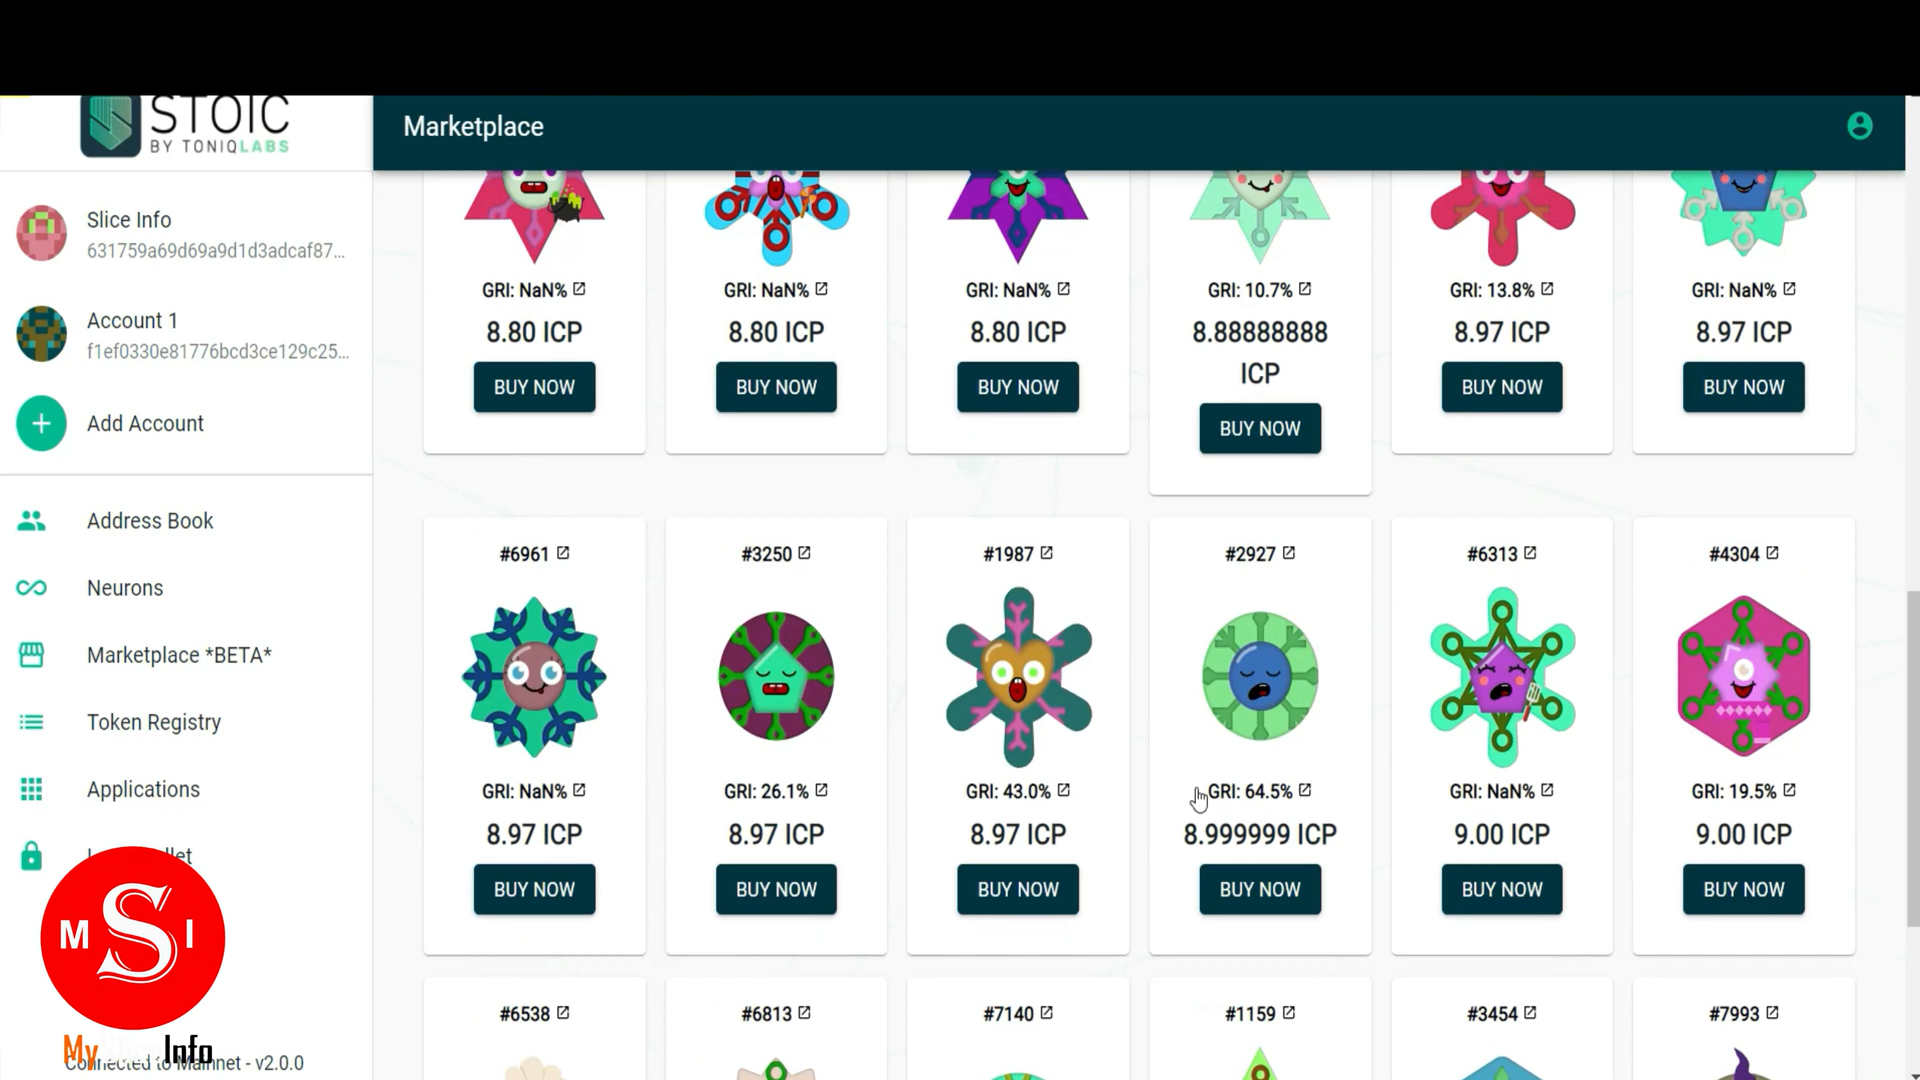 STOIC
BY TONIQLABS
Marketplace
Slice Info
631759a69d69a9d1d3adcaf87...
Account 1
f1ef0330e81776bcd3ce129c25...
Add Account
Address Book
Neurons
Marketplace *BETA*
Token Registry
Applications
GRI: NaN%
8.80 ICP
BUY NOW
GRI: NaN%
8.80 ICP
BUY NOW
GRI: NaN%
8.80 ICP
BUY NOW
GRI: 10.7%
8.88888888
ICP
BUY NOW
GRI: 13.8%
8.97 ICP
BUY NOW
GRI: NaN%
8.97 ICP
BUY NOW
#6961
GRI: NaN%
8.97 ICP
BUY NOW
#3250
GRI: 26.1%
8.97 ICP
BUY NOW
#1987
GRI: 43.0%
8.97 ICP
BUY NOW
#2927
GRI: 64.5%
8.999999 ICP
BUY NOW
#6313
GRI: NaN%
9.00 ICP
BUY NOW
#4304
GRI: 19.5%
9.00 ICP
BUY NOW
#6538
#6813
#7140
#1159
#3454
#7993
M S I
My Slice Info
Connected to Mainnet - v2.0.0